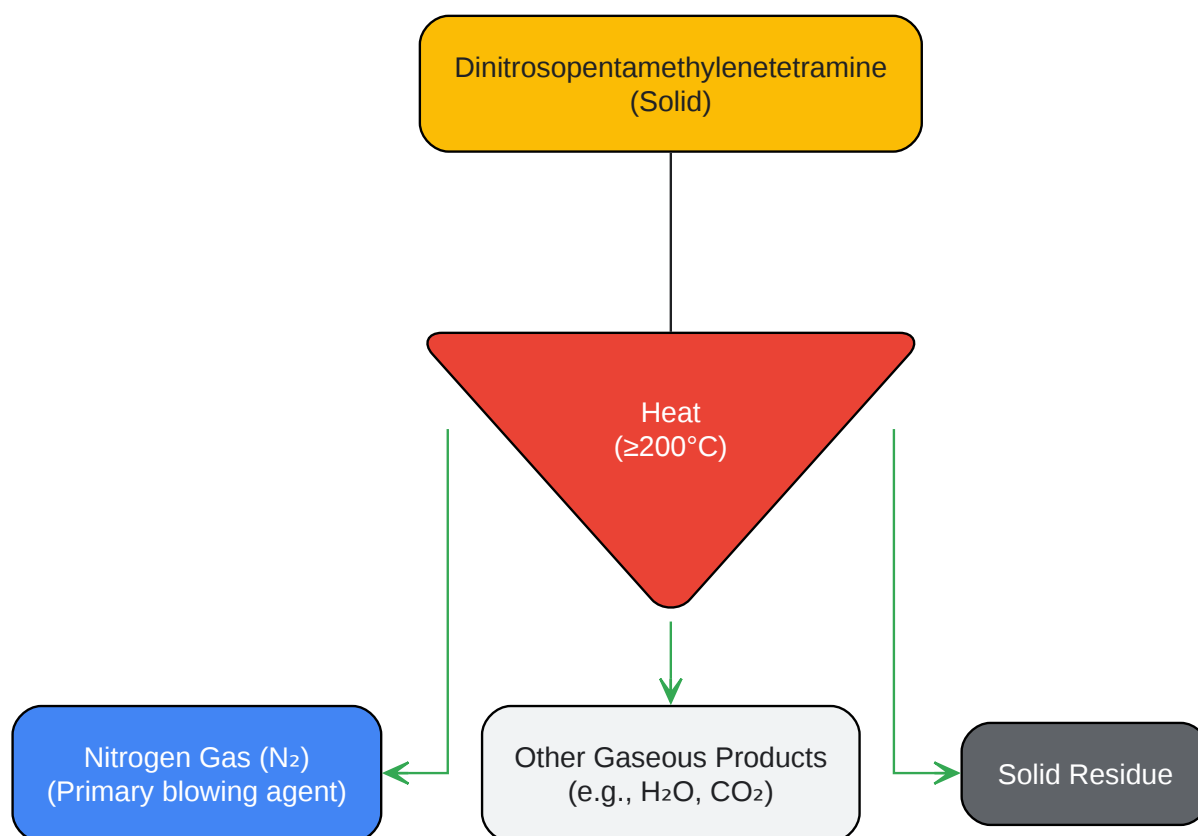 Dinitrosopentamethylenetetramine
(Solid)
Heat
(≥200°C)
Nitrogen Gas (N₂)
(Primary blowing agent)
Other Gaseous Products
(e.g., H₂O, CO₂)
Solid Residue